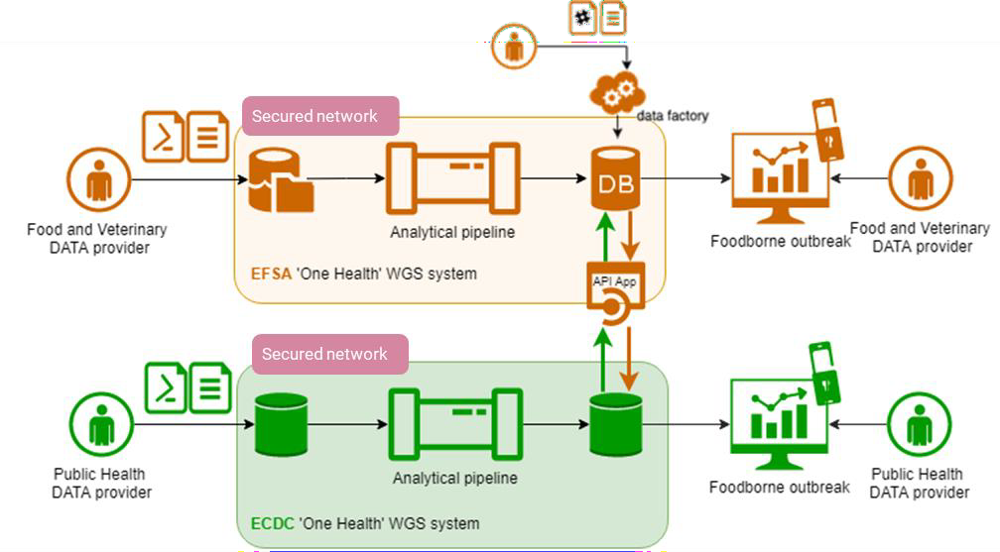 data factory
Secured network
DB
Food and Veterinary
DATA provider
Analytical pipeline
Foodborne outbreak
Food and Veterinary
DATA provider
EFSA 'One Health' WGS system
API App
Secured network
Public Health
DATA provider
Analytical pipeline
Foodborne outbreak
Public Health
DATA provider
ECDC 'One Health' WGS system